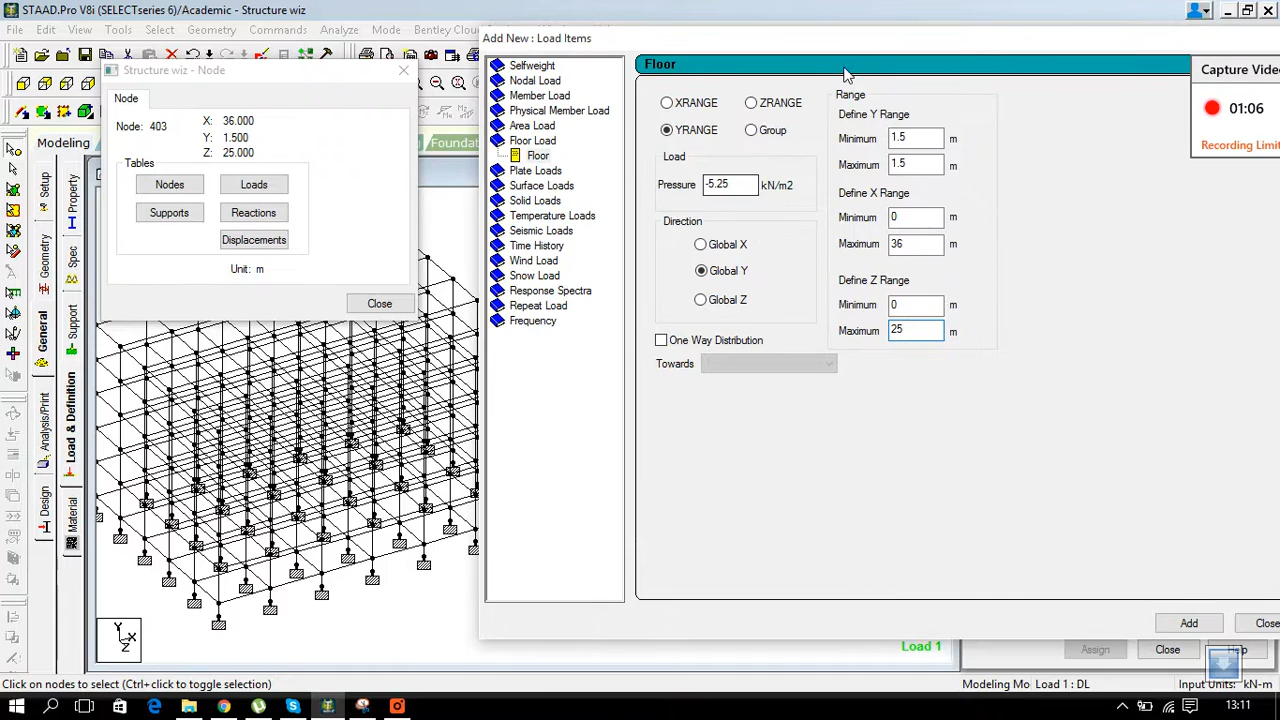 STAAD.Pro V8i (SELECTseries 6)/Academic - Structure wiz
File Edit View Tools Select Geometry Commands Analyze Mode Bentley Clou
Add New : Load Items
Structure wiz - Node
Node
Node: 403
X: 36.000
Y: 1.500
Z: 25.000
Tables
Nodes
Loads
Supports
Reactions
Displacements
Unit: m
Close
Modeling
Founda
Setup
Geometry
General
Analysis/Print
Design
Property
Spec
Support
Load & Definition
Material
Selfweight
Nodal Load
Member Load
Physical Member Load
Area Load
Floor Load
Floor
Plate Loads
Surface Loads
Solid Loads
Temperature Loads
Seismic Loads
Time History
Wind Load
Snow Load
Response Spectra
Repeat Load
Frequency
Floor
XRANGE
ZRANGE
YRANGE
Group
Load
Pressure -5.25 kN/m2
Direction
Global X
Global Y
Global Z
One Way Distribution
Towards
Range
Define Y Range
Minimum 1.5 m
Maximum 1.5 m
Define X Range
Minimum 0 m
Maximum 36 m
Define Z Range
Minimum 0 m
Maximum 25 m
Add
Close
Capture Vide
01:06
Recording Limit
Y
X
Z
Load 1
Assign
Close
Help
Click on nodes to select (Ctrl+click to toggle selection)
Modeling Mo
Load 1 : DL
Input Units: kN-m
13:11